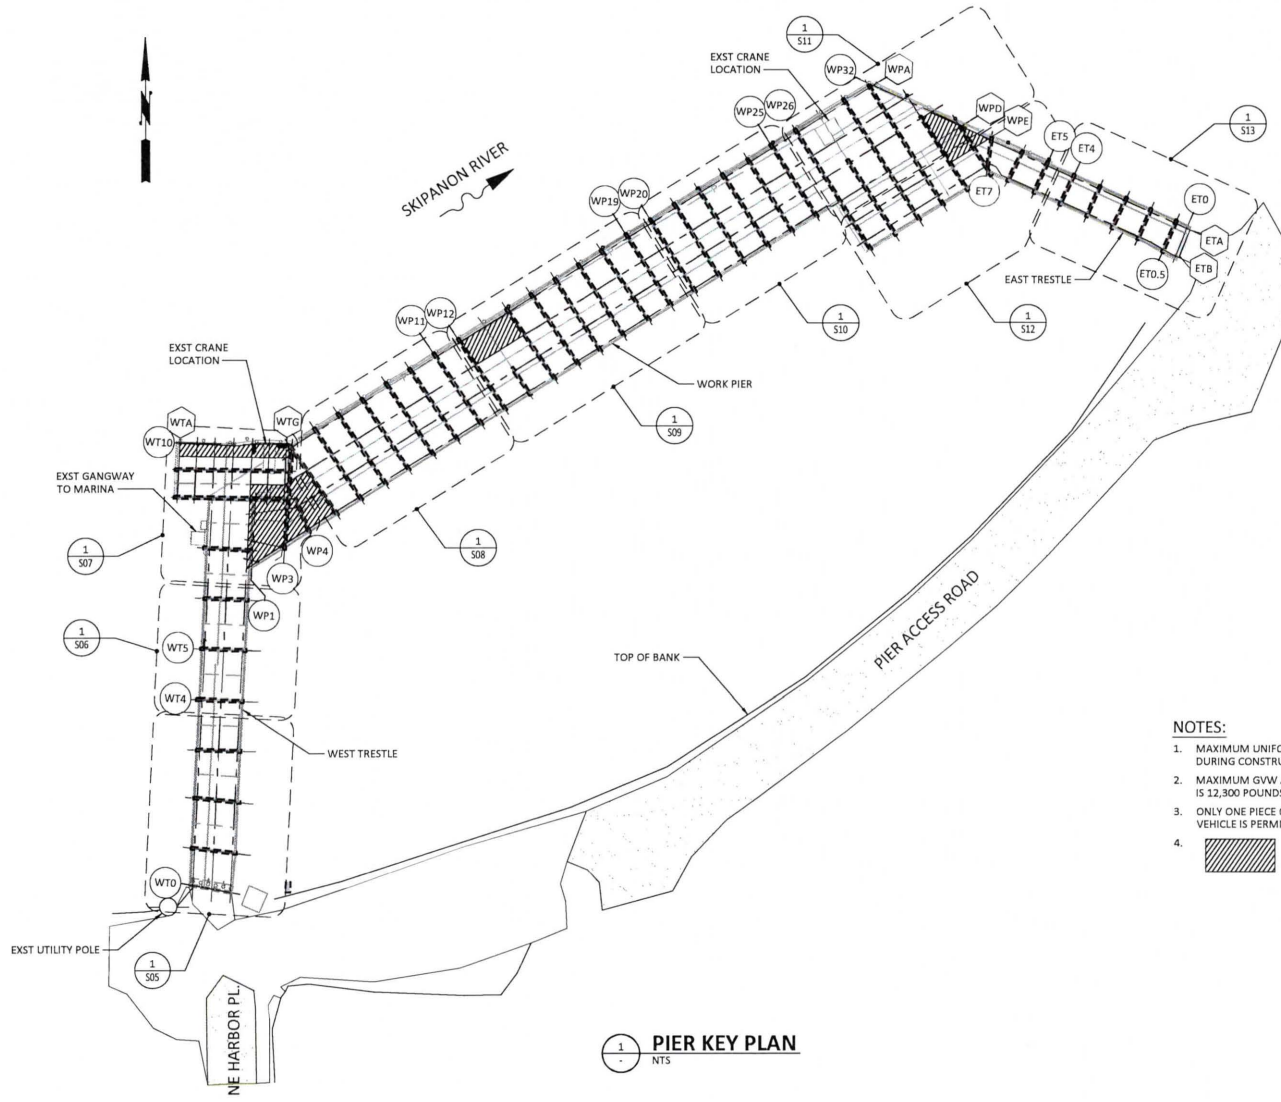 N
SKIPANON RIVER
1
S11
EXST CRANE
LOCATION
WP32
WPA
WP25
WP26
WPD
WPE
1
S13
ET5
ET4
ET7
ET0
ETA
ETB
ET0.5
EAST TRESTLE
WP19
WP20
1
S10
1
S12
WP11
WP12
WORK PIER
1
S09
EXST CRANE
LOCATION
WTA
WTG
WT10
EXST GANGWAY
TO MARINA
1
S07
1
S08
WP4
WP3
WP1
1
S06
WT5
WT4
WEST TRESTLE
TOP OF BANK
PIER ACCESS ROAD
WT0
EXST UTILITY POLE
1
S05
NE HARBOR PL.
NOTES:
1. MAXIMUM UNIFO
DURING CONSTRU
2. MAXIMUM GVW
IS 12,300 POUNDS
3. ONLY ONE PIECE
VEHICLE IS PERMI
4.
1
-
PIER KEY PLAN
NTS